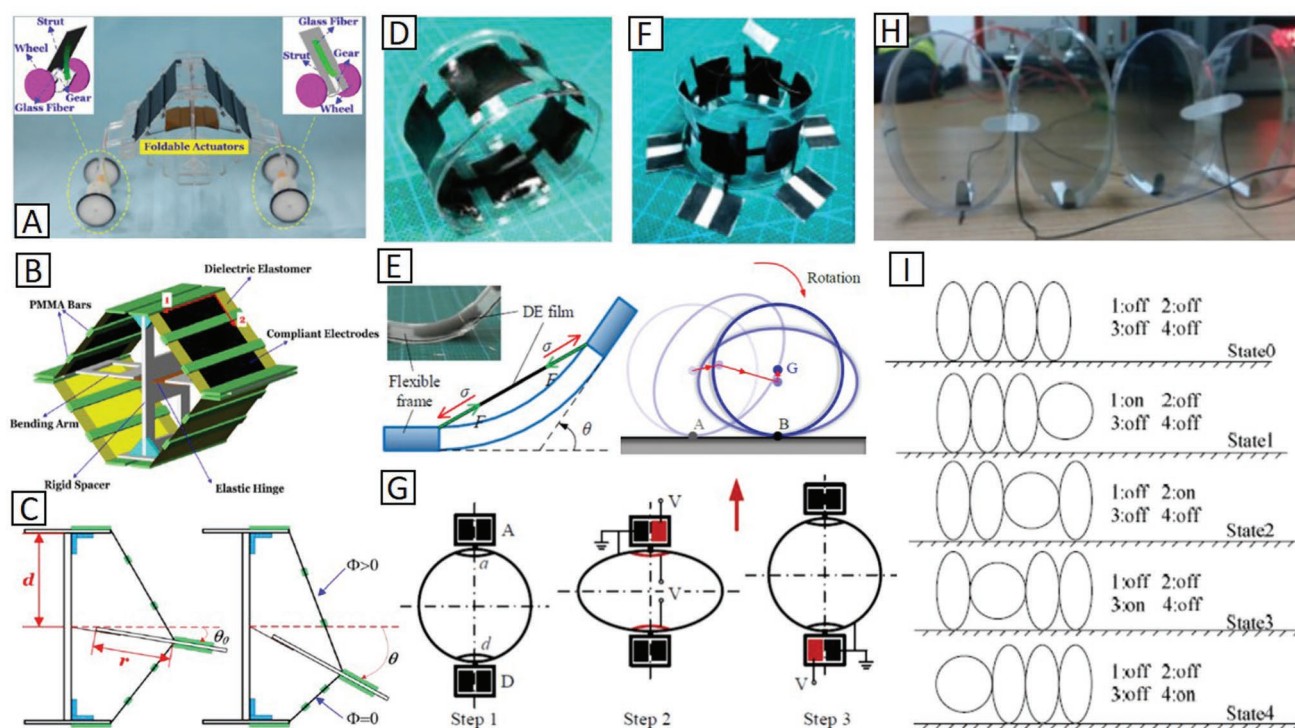 A
Strut
Glass Fiber
Wheel
Strut
Gear
Glass Fiber
Gear
Wheel
Foldable Actuators
B
Dielectric Elastomer
PMMA Bars
1
2
Compliant Electrodes
Bending Arm
Rigid Spacer
Elastic Hinge
C
d
r
θ₀
Φ>0
θ
Φ=0
D
E
DE film
σ
F
σ
F
Flexible
frame
θ
Rotation
G
A
B
F
G
A
a
d
D
Step 1
V
V
Step 2
V
Step 3
H
I
1:off 2:off
3:off 4:off
State0
1:on 2:off
3:off 4:off
State1
1:off 2:on
3:off 4:off
State2
1:off 2:off
3:on 4:off
State3
1:off 2:off
3:off 4:on
State4